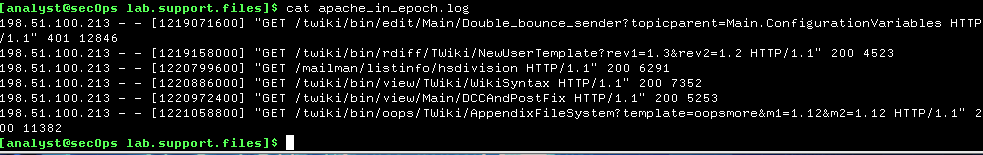 [analyst@secOps lab.support.files]$ cat apache_in_epoch.log
198.51.100.213 - - [1219071600] "GET /twiki/bin/edit/Main/Double_bounce_sender?topicparent=Main.ConfigurationVariables HTTP
/1.1" 401 12846
198.51.100.213 - - [1219158000] "GET /twiki/bin/rdiff/TWiki/NewUserTemplate?rev1=1.3&rev2=1.2 HTTP/1.1" 200 4523
198.51.100.213 - - [1220799600] "GET /mailman/listinfo/hsdivision HTTP/1.1" 200 6291
198.51.100.213 - - [1220886000] "GET /twiki/bin/view/TWiki/WikiSyntax HTTP/1.1" 200 7352
198.51.100.213 - - [1220972400] "GET /twiki/bin/view/Main/DCCAndPostFix HTTP/1.1" 200 5253
198.51.100.213 - - [1221058800] "GET /twiki/bin/oops/TWiki/AppendixFileSystem?template=oopsmore&m1=1.12&m2=1.12 HTTP/1.1" 2
00 11382
[analyst@secOps lab.support.files]$